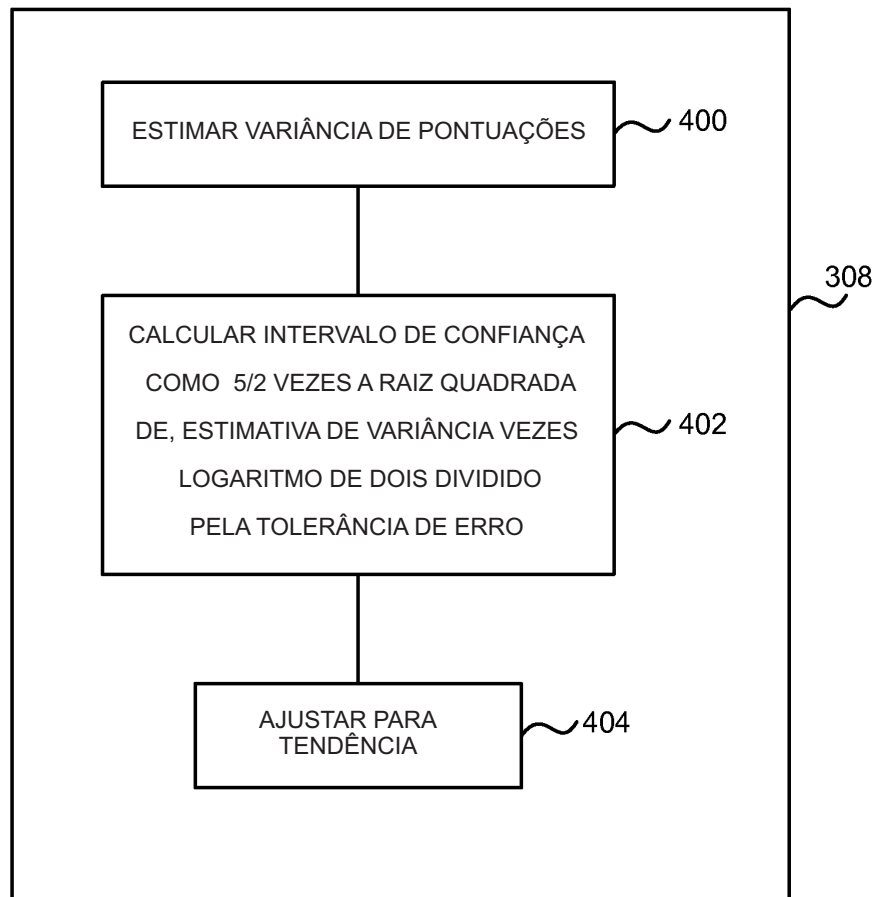 ESTIMAR VARIÂNCIA DE PONTUAÇÕES
400
308
CALCULAR INTERVALO DE CONFIANÇA
COMO 5/2 VEZES A RAIZ QUADRADA
DE, ESTIMATIVA DE VARIÂNCIA VEZES
LOGARITMO DE DOIS DIVIDIDO
PELA TOLERÂNCIA DE ERRO
402
AJUSTAR PARA
TENDÊNCIA
404